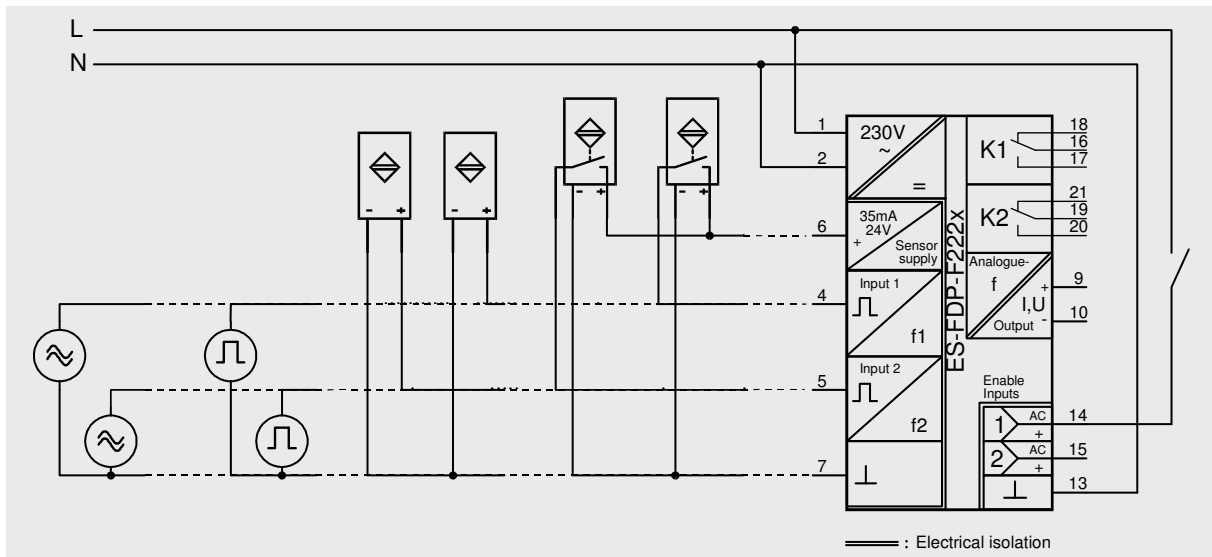 L
N
- +
- +
- +
- +
1
2
6
4
5
7
230V
~
=
35mA
24V
+
Sensor
supply
Input 1
f1
Input 2
f2
ES-FDP-F222x
K1
18
16
17
K2
21
19
20
Analogue-
f
+
I,U
-
Output
9
10
Enable
Inputs
1
AC
+
14
2
AC
+
15
13
: Electrical isolation